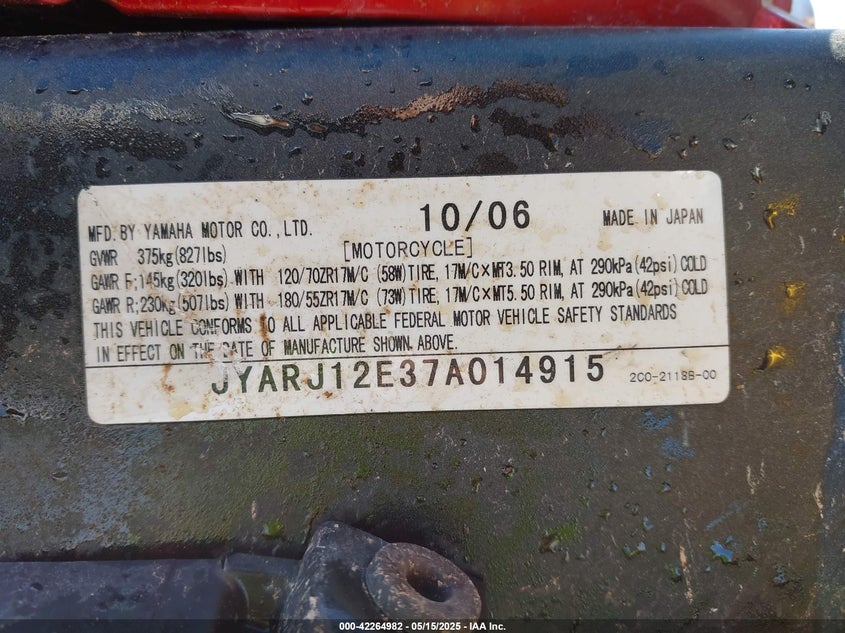 MFD. BY YAMAHA MOTOR CO., LTD. 10/06 MADE IN JAPAN
GVWR 375kg(827lbs) [MOTORCYCLE]
GAWR F;145kg(320lbs) WITH 120/70ZR17M/C (58W)TIRE, 17M/C×MT3.50 RIM, AT 290kPa(42psi)COLD
GAWR R;230kg(507lbs) WITH 180/55ZR17M/C (73W)TIRE, 17M/C×MT5.50 RIM, AT 290kPa(42psi)COLD
THIS VEHICLE CONFORMS TO ALL APPLICABLE FEDERAL MOTOR VEHICLE SAFETY STANDARDS
IN EFFECT ON THE DATE OF MANUFACTURE SHOWN ABOVE.
JYARJ12E37A014915 2C0-2118B-00
000-42264982 - 05/15/2025 - IAA Inc.